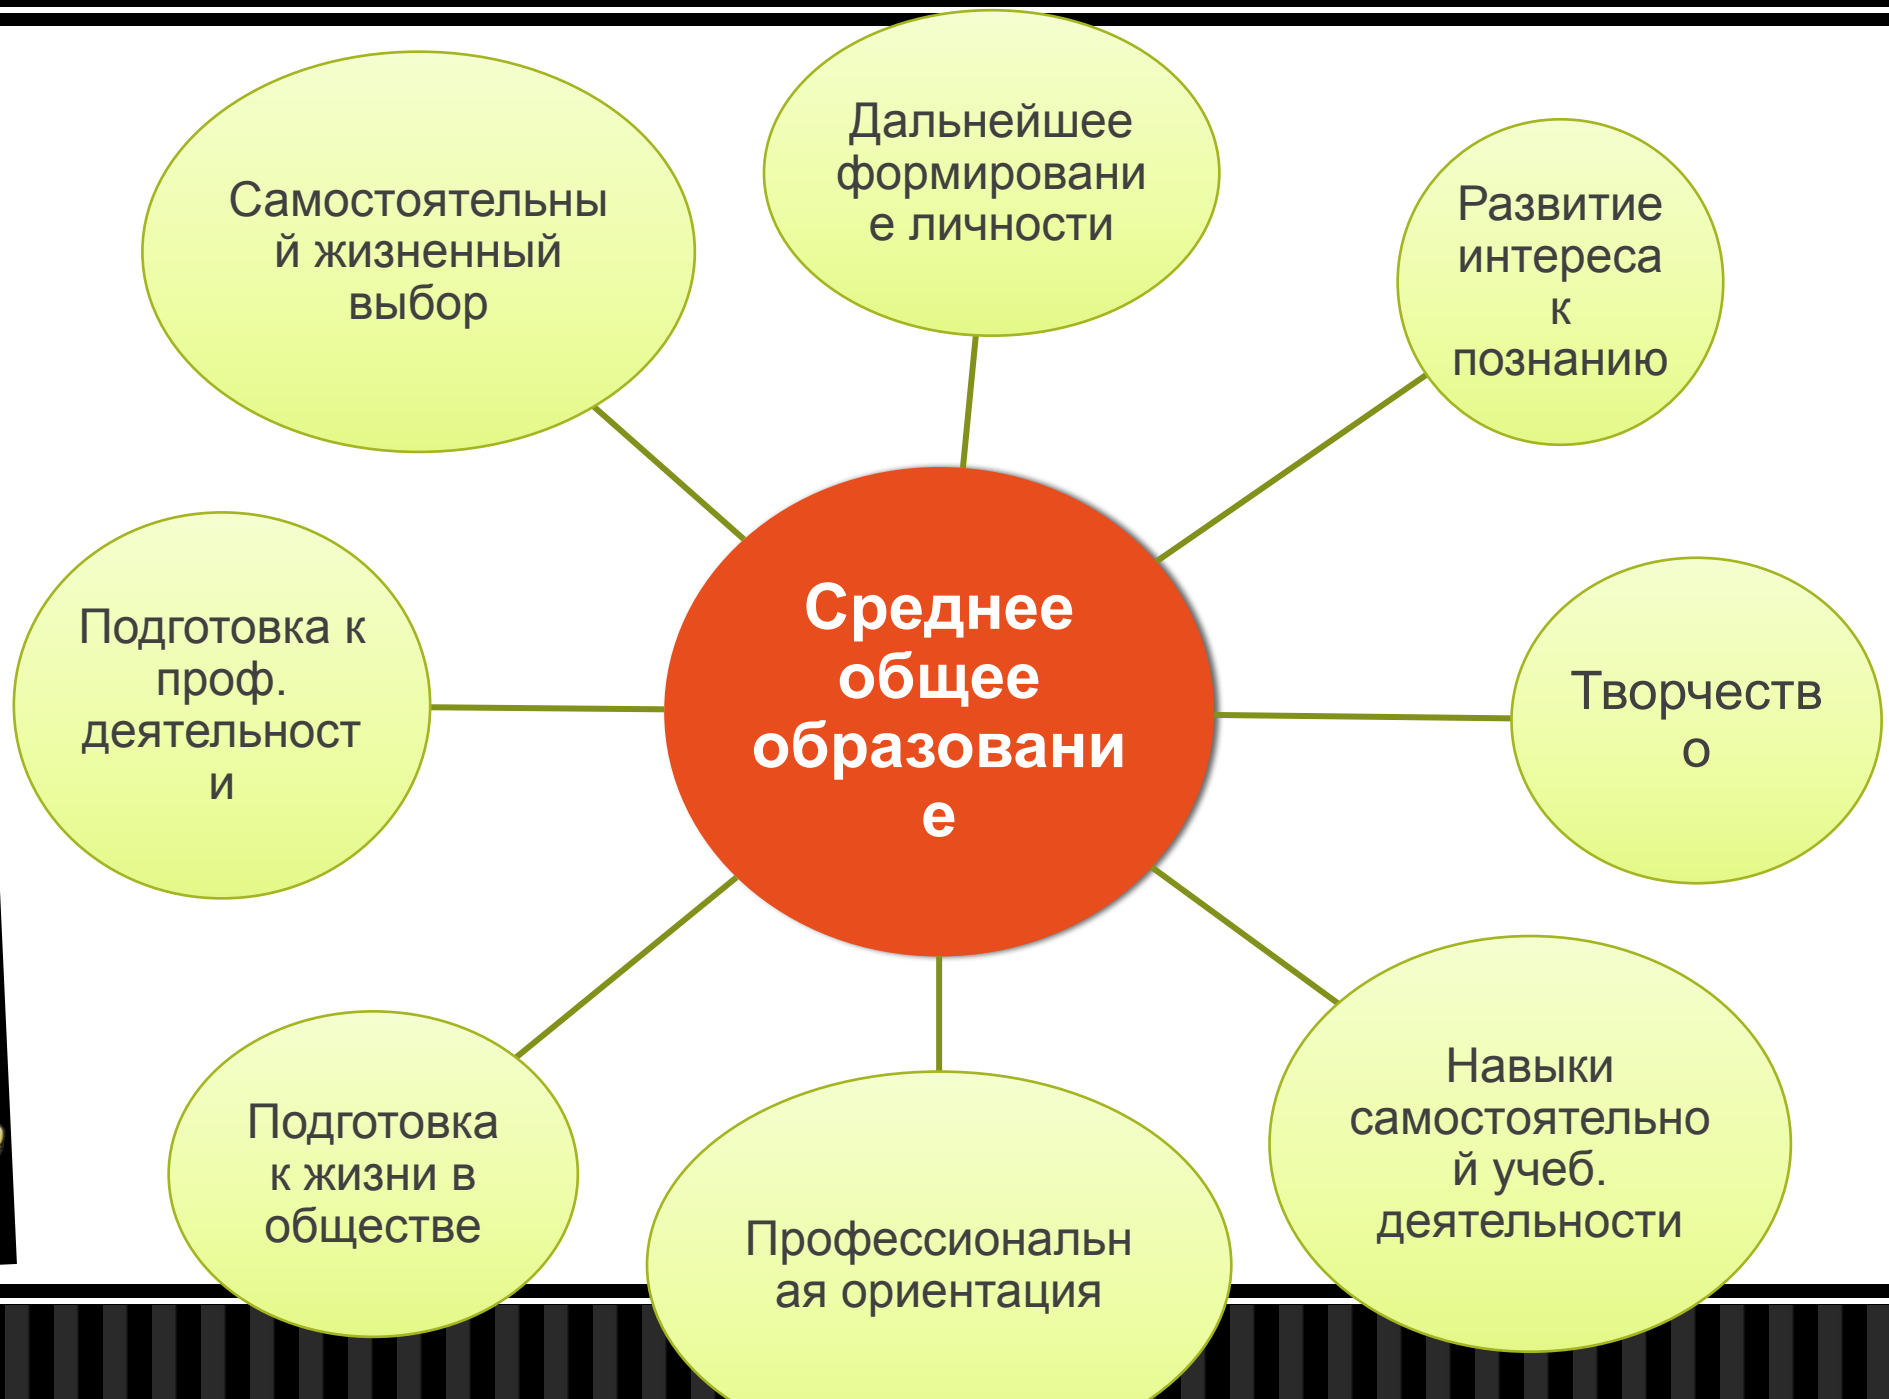 Дальнейшее
формировани
е личности
Самостоятельны
й жизненный
выбор
Развитие
интереса
к
познанию
Среднее
общее
образовани
е
Подготовка к
проф.
деятельност
и
Творчеств
о
Подготовка
к жизни в
обществе
Профессиональн
ая ориентация
Навыки
самостоятельно
й учеб.
деятельности